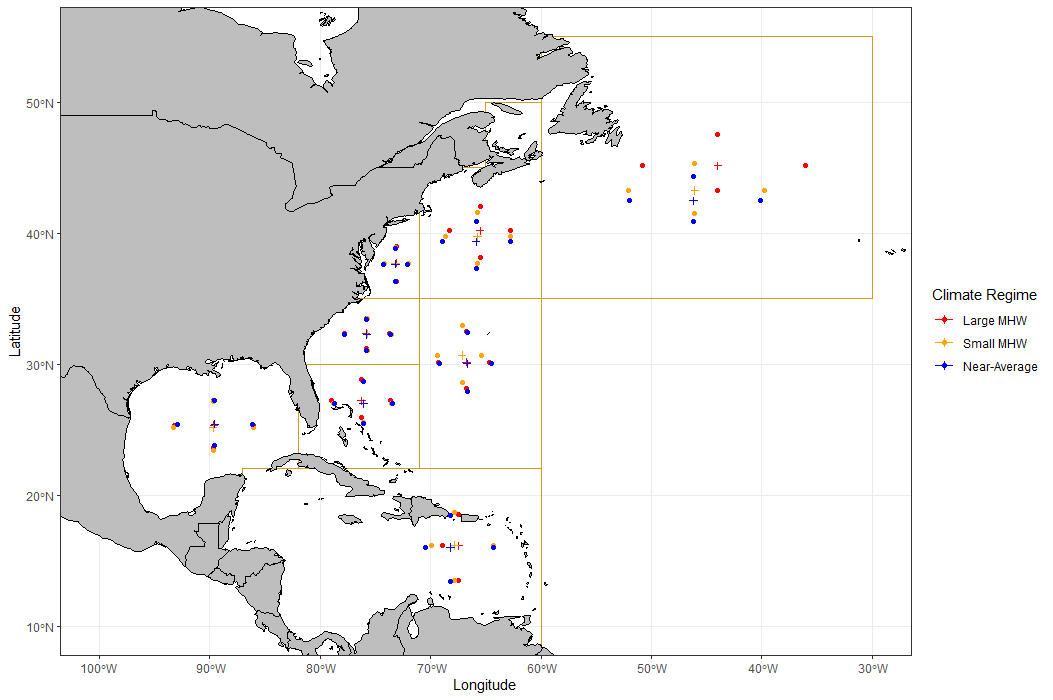 50°N
40°N
30°N
20°N
10°N
Latitude
100°W
90°W
80°W
70°W
60°W
50°W
40°W
30°W
Longitude
Climate Regime
Large MHW
Small MHW
Near-Average